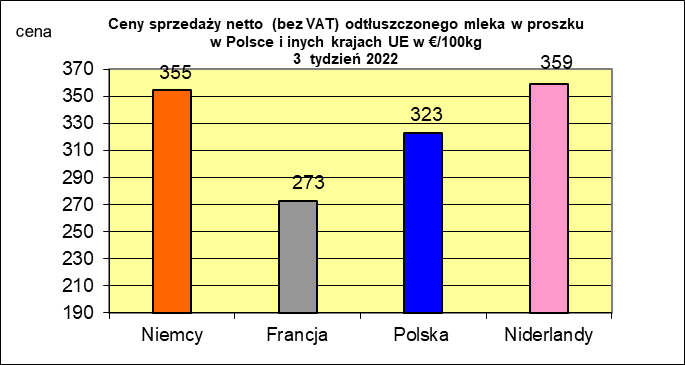 Ceny sprzedaży netto (bez VAT) odtłuszczonego mleka w proszku
w Polsce i inych krajach UE w €/100kg
3 tydzień 2022
cena
370
350
330
310
290
270
250
230
210
190
355
273
323
359
Niemcy Francja Polska Niderlandy